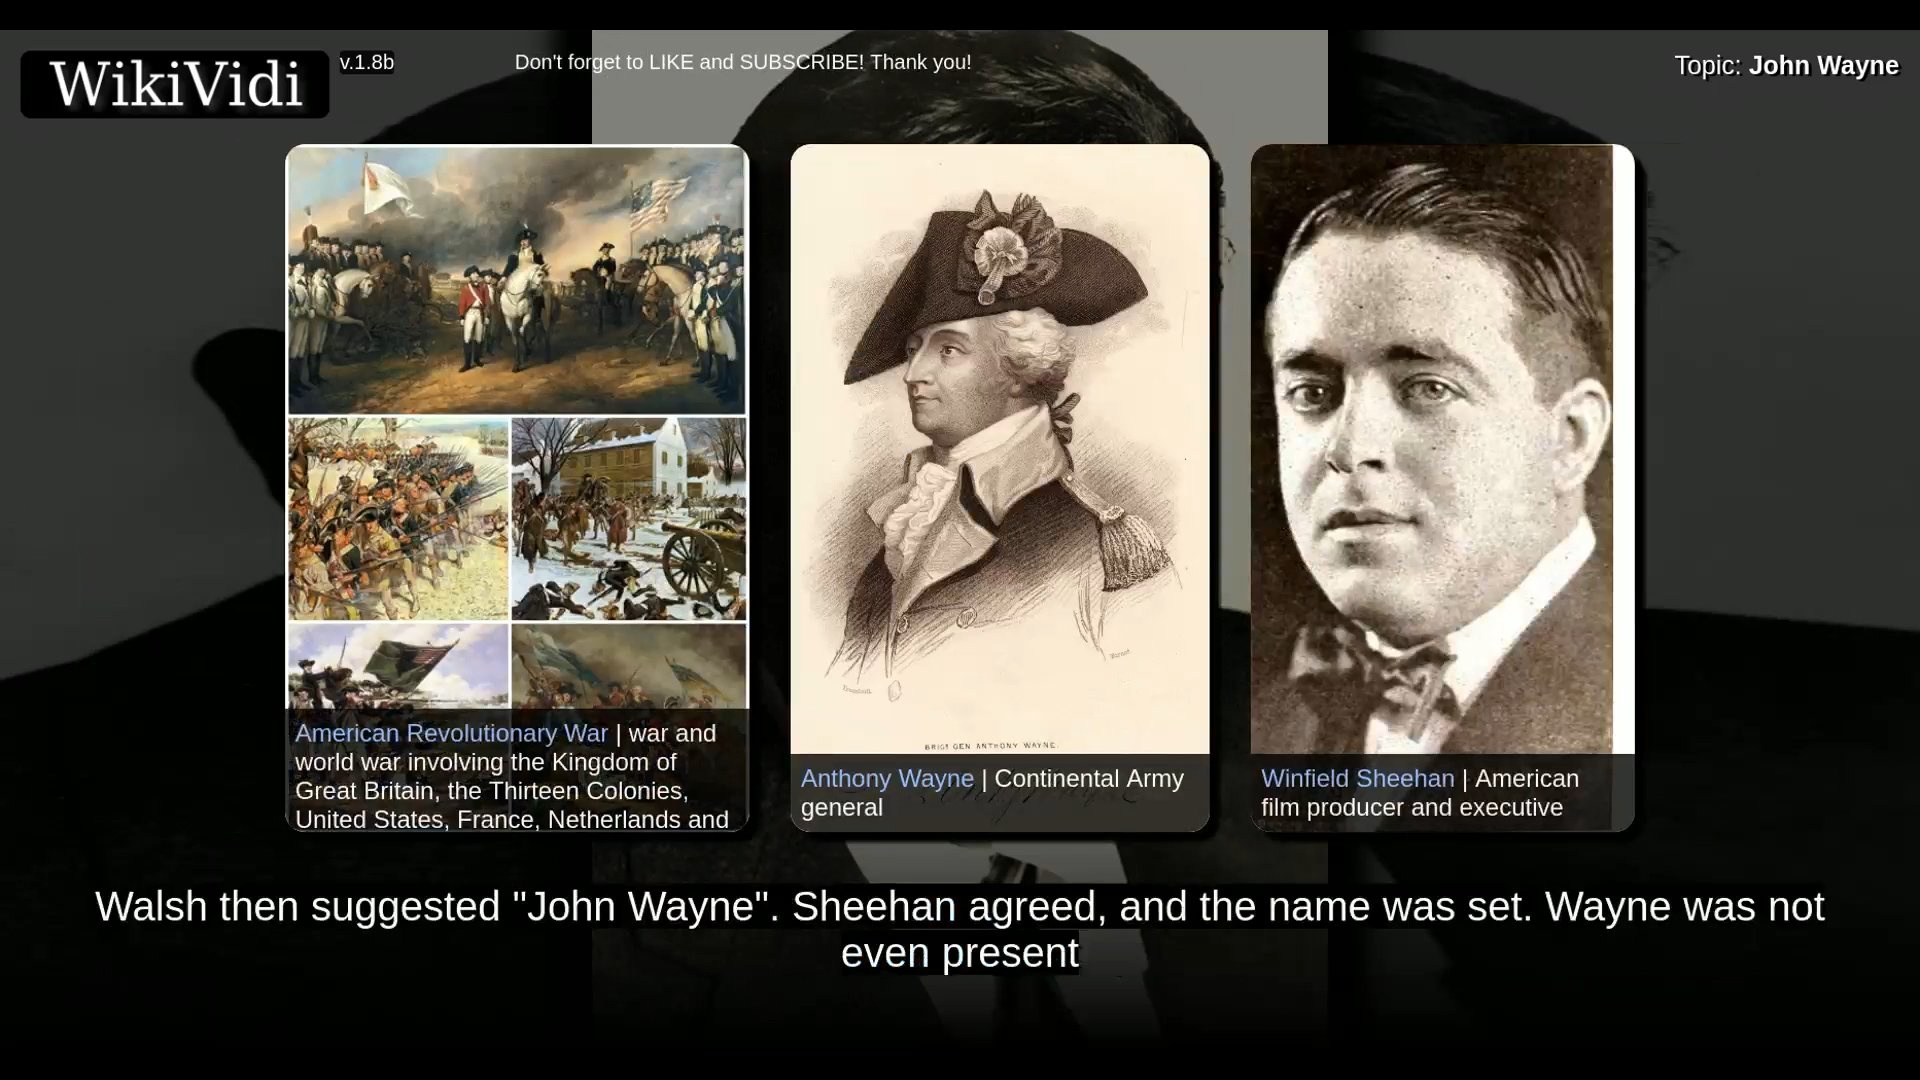 WikiVidi
v.1.8b
Don't forget to LIKE and SUBSCRIBE! Thank you!
Topic: John Wayne
American Revolutionary War | war and
world war involving the Kingdom of
Great Britain, the Thirteen Colonies,
United States, France, Netherlands and
BRIGT GEN ANTHONY WAYNE.
Anthony Wayne | Continental Army
general
Winfield Sheehan | American
film producer and executive
Walsh then suggested "John Wayne". Sheehan agreed, and the name was set. Wayne was not
even present